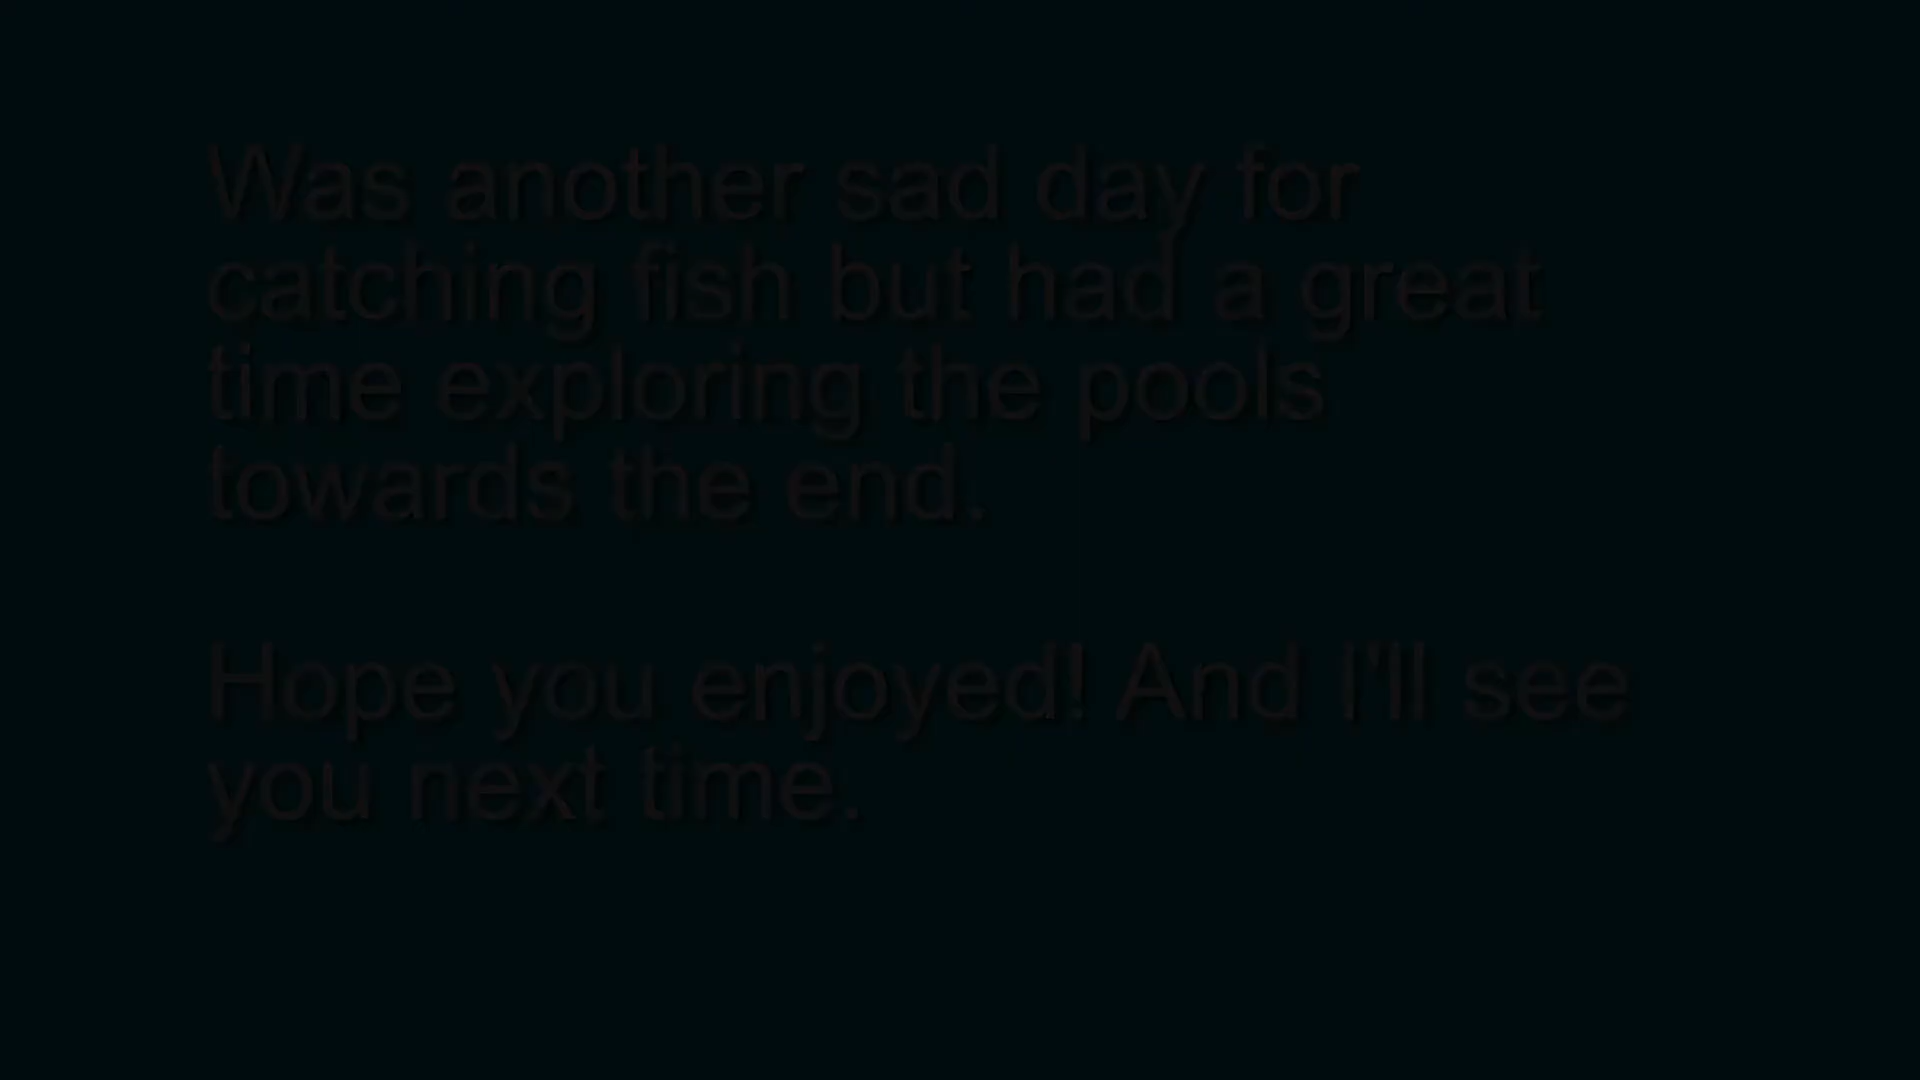 Was another sad day for
catching fish but had a great
time exploring the pools
towards the end.
Hope you enjoyed! And I'll see
you next time.